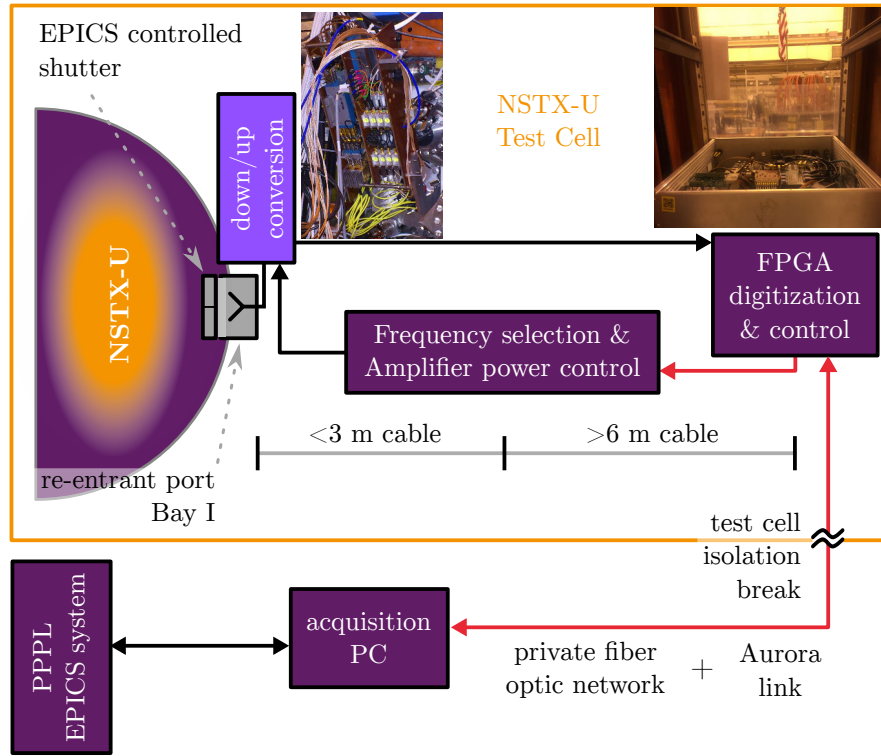 EPICS controlled
shutter
NSTX-U
Test Cell
down/up
conversion
NSTX-U
FPGA
digitization
& control
Frequency selection &
Amplifier power control
<3 m cable
>6 m cable
re-entrant port
Bay I
test cell
isolation
break
PPPL
EPICS system
acquisition
PC
private fiber
optic network
+
Aurora
link